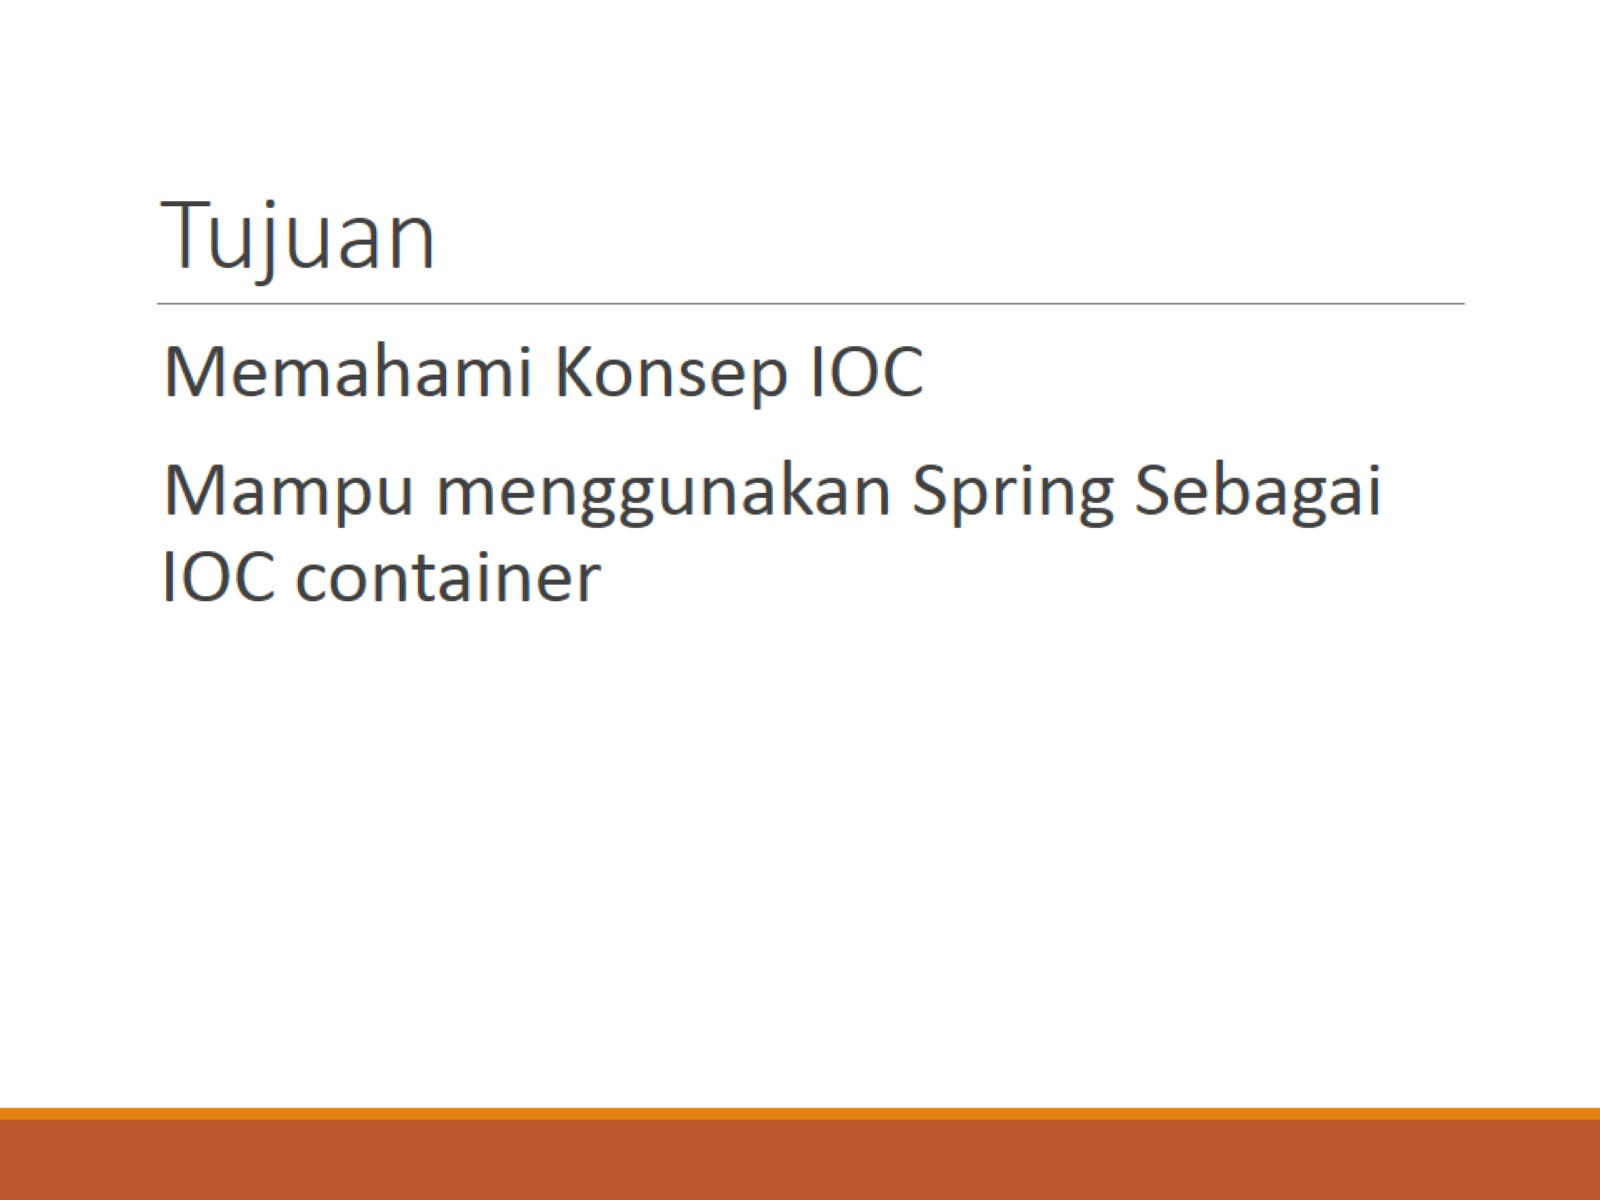 Tujuan
Memahami Konsep IOC
Mampu menggunakan Spring Sebagai
IOC container